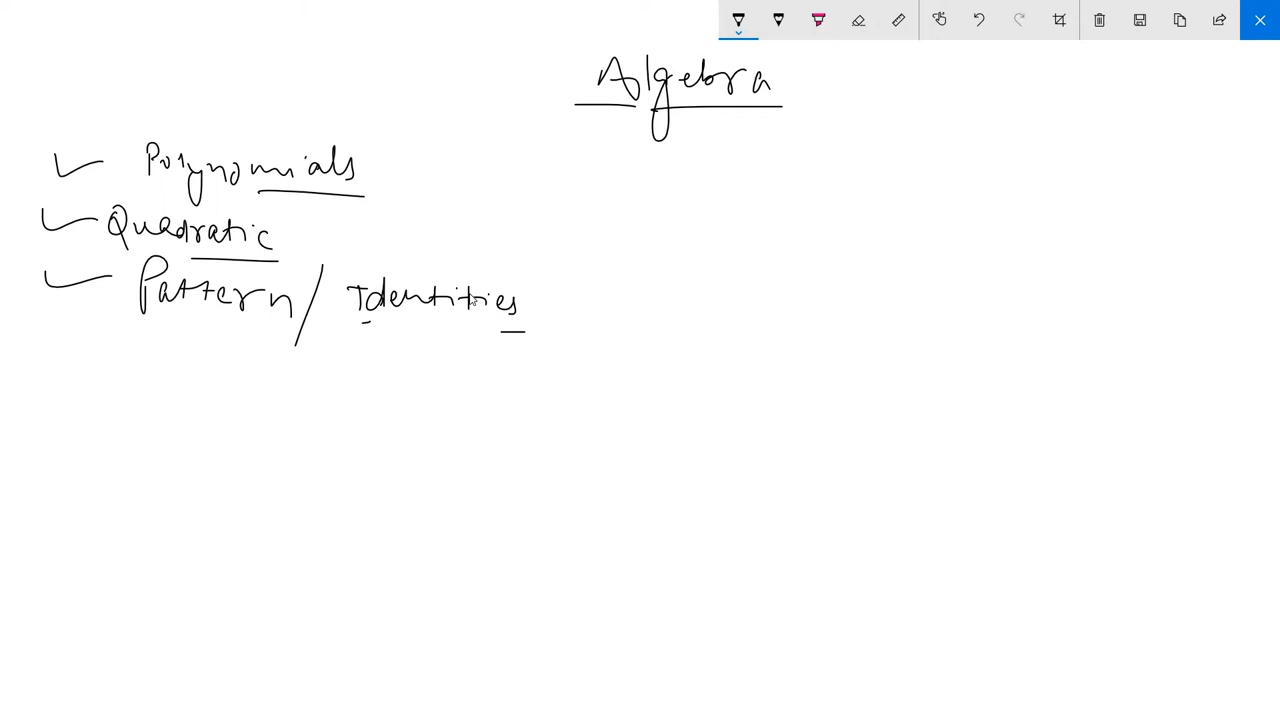 Algebra
Polynomials
Quadratic
Pattern / Identities